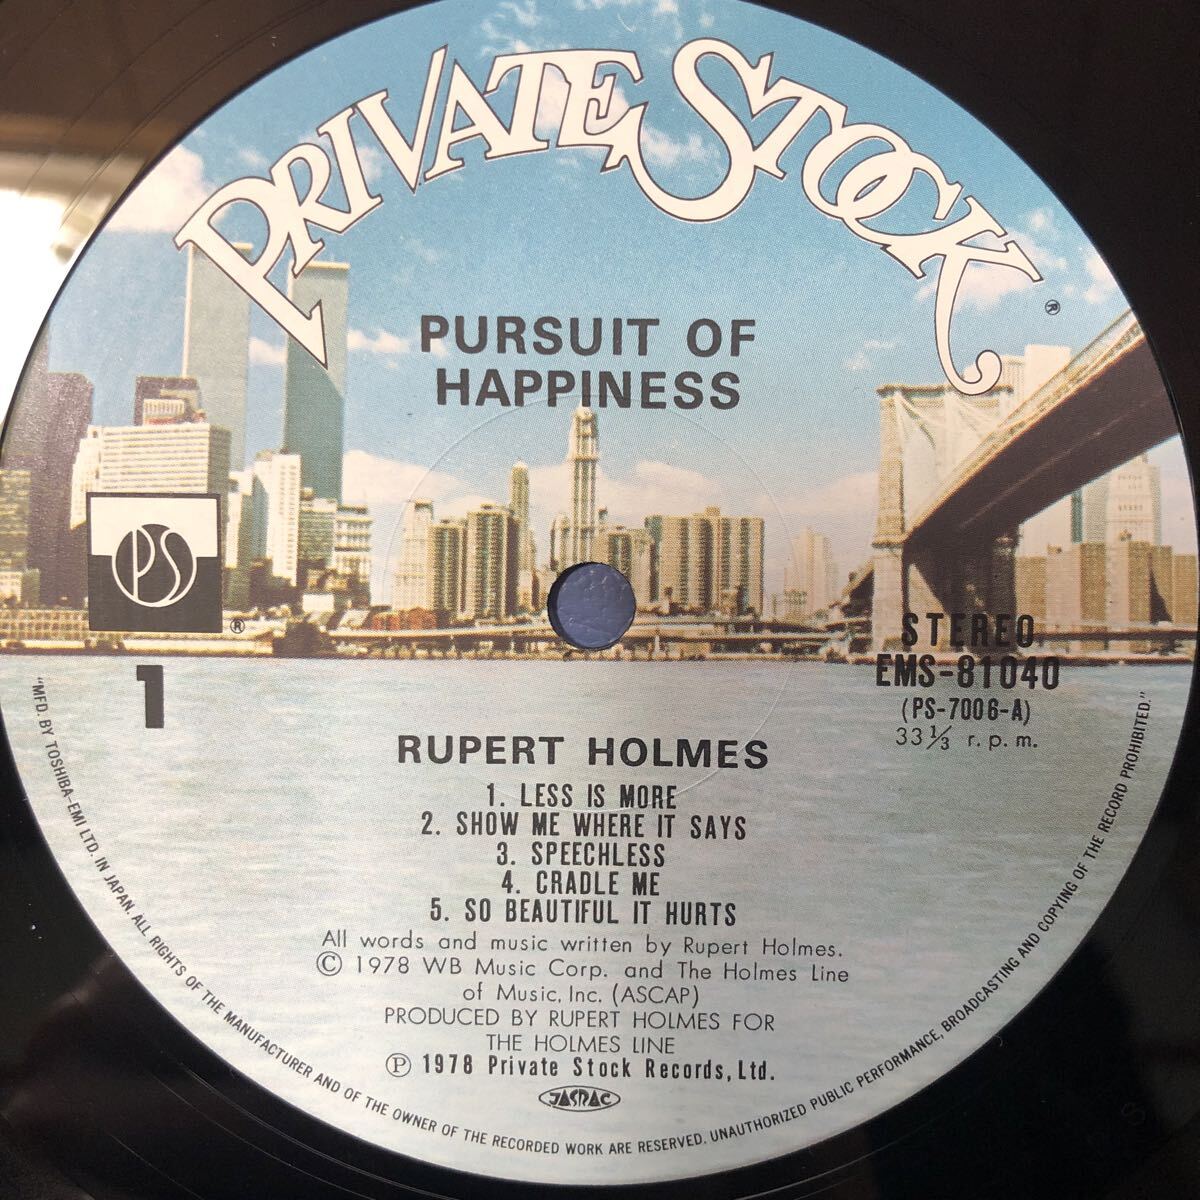 PRIVATE STOCK
®
PURSUIT OF
HAPPINESS
PS
®
1
STEREO
EMS-81040
(PS-7006-A)
33⅓ r.p.m.
RUPERT HOLMES
1. LESS IS MORE
2. SHOW ME WHERE IT SAYS
3. SPEECHLESS
4. CRADLE ME
5. SO BEAUTIFUL IT HURTS
All words and music written by Rupert Holmes.
© 1978 WB Music Corp. and The Holmes Line
of Music, Inc. (ASCAP)
PRODUCED BY RUPERT HOLMES FOR
THE HOLMES LINE
℗ 1978 Private Stock Records, Ltd.
JASRAC
"MFD. BY TOSHIBA-EMI LTD. IN JAPAN. ALL RIGHTS OF THE MANUFACTURER AND OF THE OWNER OF THE RECORDED WORK ARE RESERVED. UNAUTHORIZED PUBLIC PERFORMANCE, BROADCASTING AND COPYING OF THE RECORD PROHIBITED."